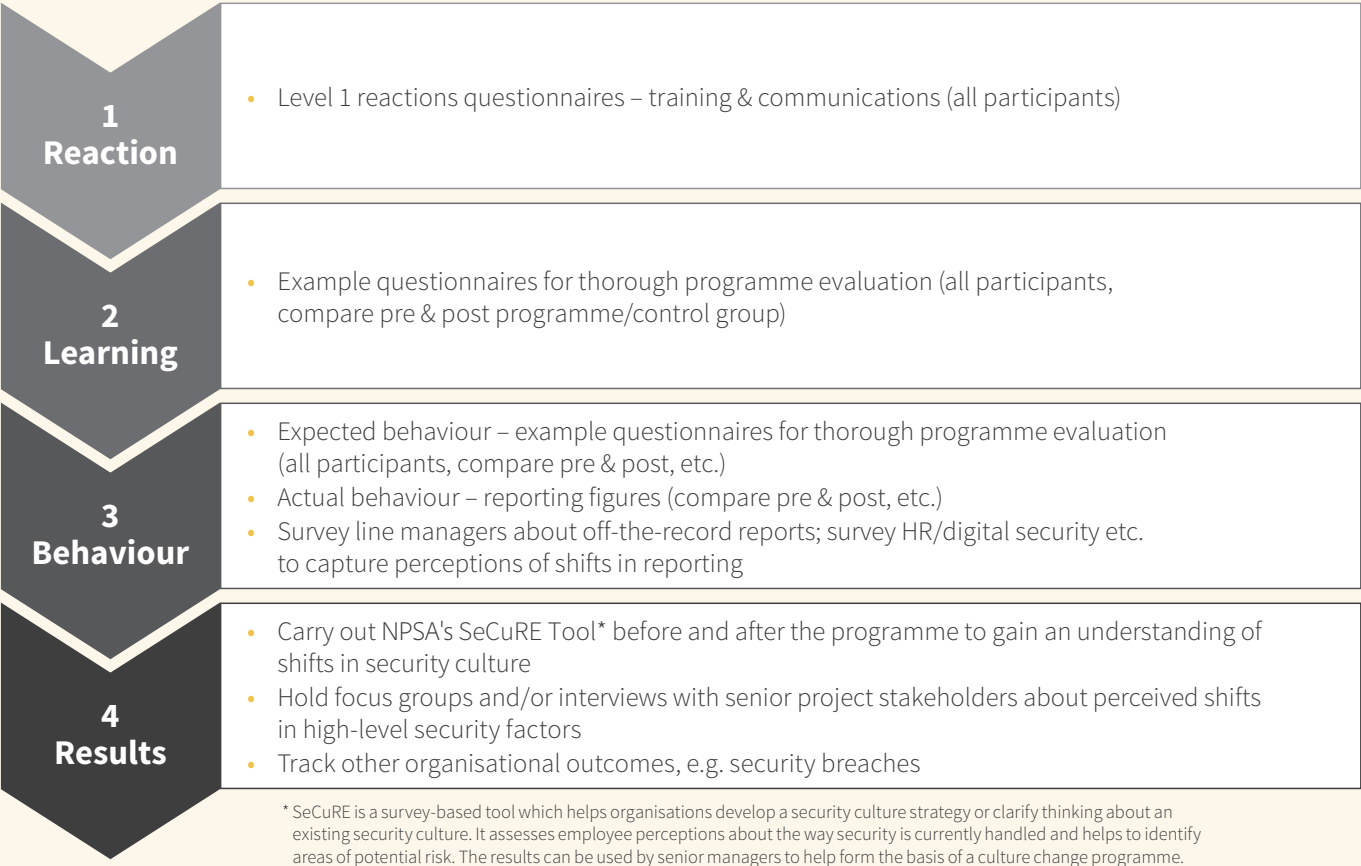 1
Reaction
• Level 1 reactions questionnaires – training & communications (all participants)
2
Learning
• Example questionnaires for thorough programme evaluation (all participants,
compare pre & post programme/control group)
3
Behaviour
• Expected behaviour – example questionnaires for thorough programme evaluation
(all participants, compare pre & post, etc.)
• Actual behaviour – reporting figures (compare pre & post, etc.)
• Survey line managers about off-the-record reports; survey HR/digital security etc.
to capture perceptions of shifts in reporting
4
Results
• Carry out NPSA's SeCuRE Tool* before and after the programme to gain an understanding of
shifts in security culture
• Hold focus groups and/or interviews with senior project stakeholders about perceived shifts
in high-level security factors
• Track other organisational outcomes, e.g. security breaches
* SeCuRE is a survey-based tool which helps organisations develop a security culture strategy or clarify thinking about an
existing security culture. It assesses employee perceptions about the way security is currently handled and helps to identify
areas of potential risk. The results can be used by senior managers to help form the basis of a culture change programme.